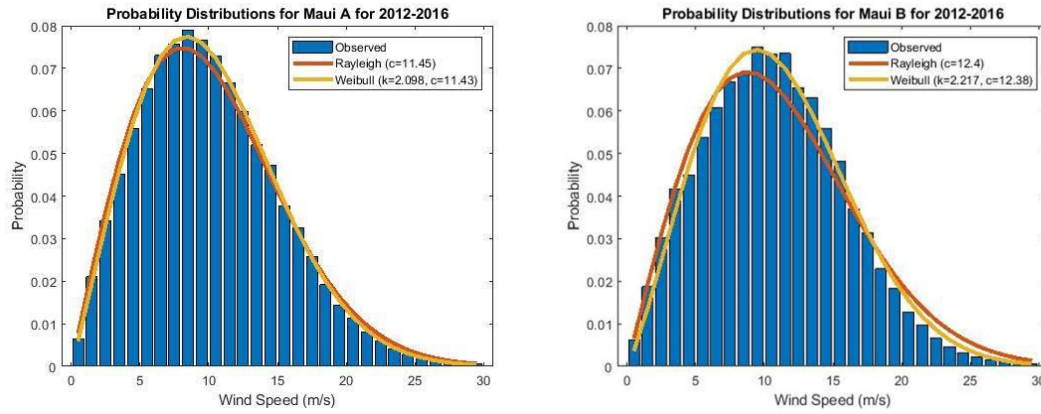 Probability Distributions for Maui A for 2012-2016
0.08
0.07
0.06
0.05
0.04
0.03
0.02
0.01
0
Probability
Observed
Rayleigh (c=11.45)
Weibull (k=2.098, c=11.43)
0 5 10 15 20 25 30
Wind Speed (m/s)
Probability Distributions for Maui B for 2012-2016
0.08
0.07
0.06
0.05
0.04
0.03
0.02
0.01
0
Probability
Observed
Rayleigh (c=12.4)
Weibull (k=2.217, c=12.38)
0 5 10 15 20 25 30
Wind Speed (m/s)